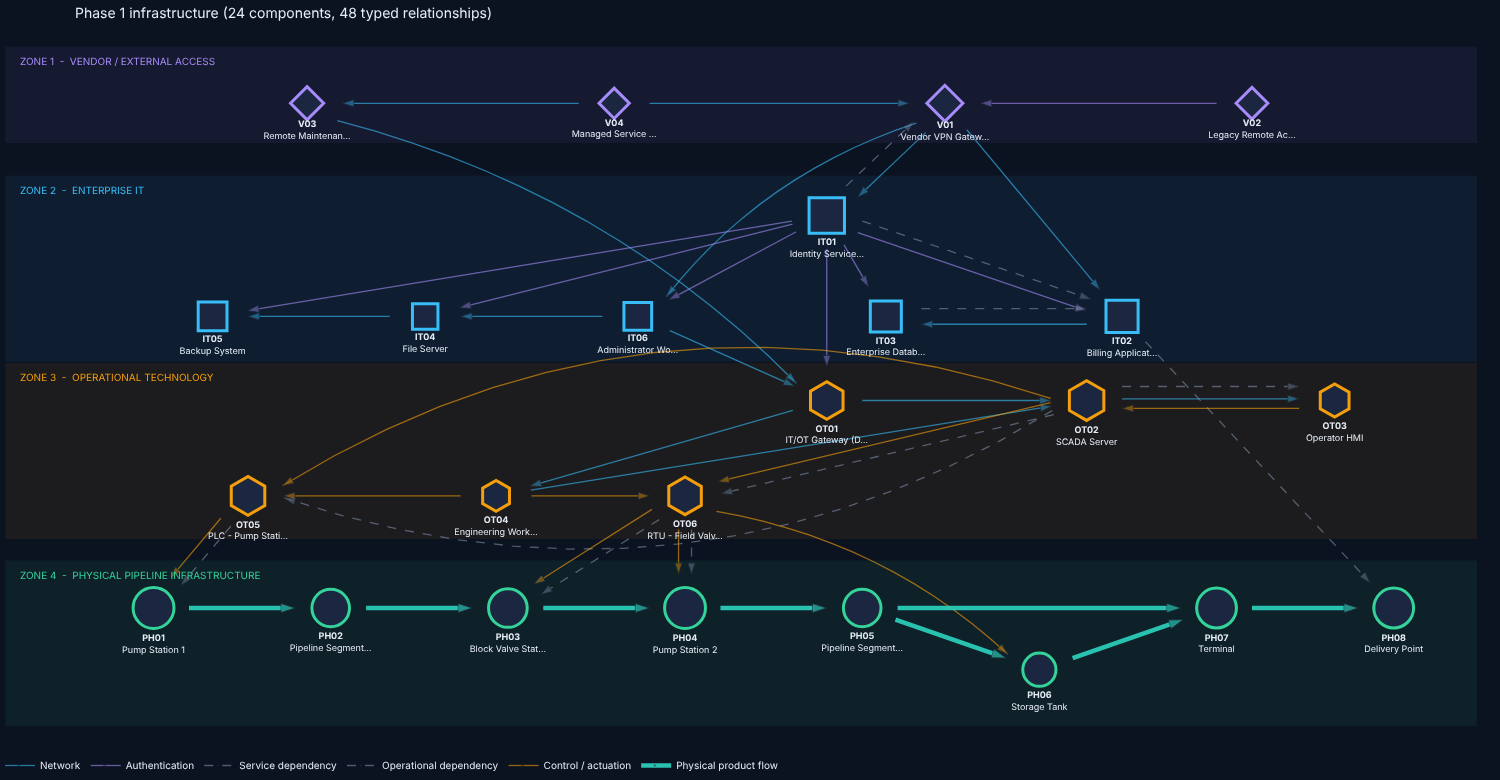 Phase 1 infrastructure (24 components, 48 typed relationships)
ZONE 1 - VENDOR / EXTERNAL ACCESS
V03
Remote Maintenan...
V04
Managed Service ...
V01
Vendor VPN Gatew...
V02
Legacy Remote Ac...
ZONE 2 - ENTERPRISE IT
IT01
Identity Service...
IT05
Backup System
IT04
File Server
IT06
Administrator Wo...
IT03
Enterprise Datab...
IT02
Billing Applicat...
ZONE 3 - OPERATIONAL TECHNOLOGY
OT01
IT/OT Gateway (D...
OT02
SCADA Server
OT03
Operator HMI
OT05
PLC - Pump Stati...
OT04
Engineering Work...
OT06
RTU - Field Valv...
ZONE 4 - PHYSICAL PIPELINE INFRASTRUCTURE
PH01
Pump Station 1
PH02
Pipeline Segment...
PH03
Block Valve Stat...
PH04
Pump Station 2
PH05
Pipeline Segment...
PH06
Storage Tank
PH07
Terminal
PH08
Delivery Point
Network Authentication Service dependency Operational dependency Control / actuation Physical product flow